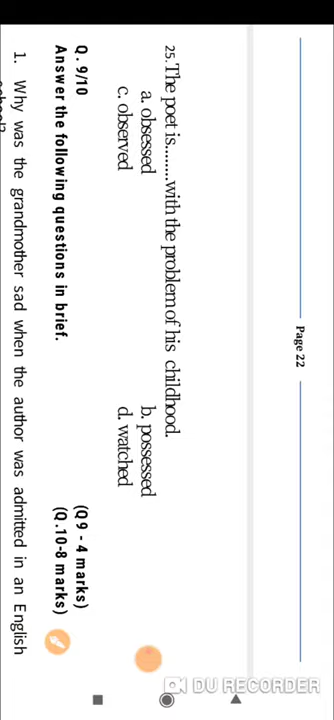 Page 22
25. The poet is.........with the problem of his childhood.
a. obsessed b. possessed
c. observed d. watched
Q. 9/10 (Q9 - 4 marks)
Answer the following questions in brief. (Q.10-8 marks)
1. Why was the grandmother sad when the author was admitted in an English
DU RECORDER